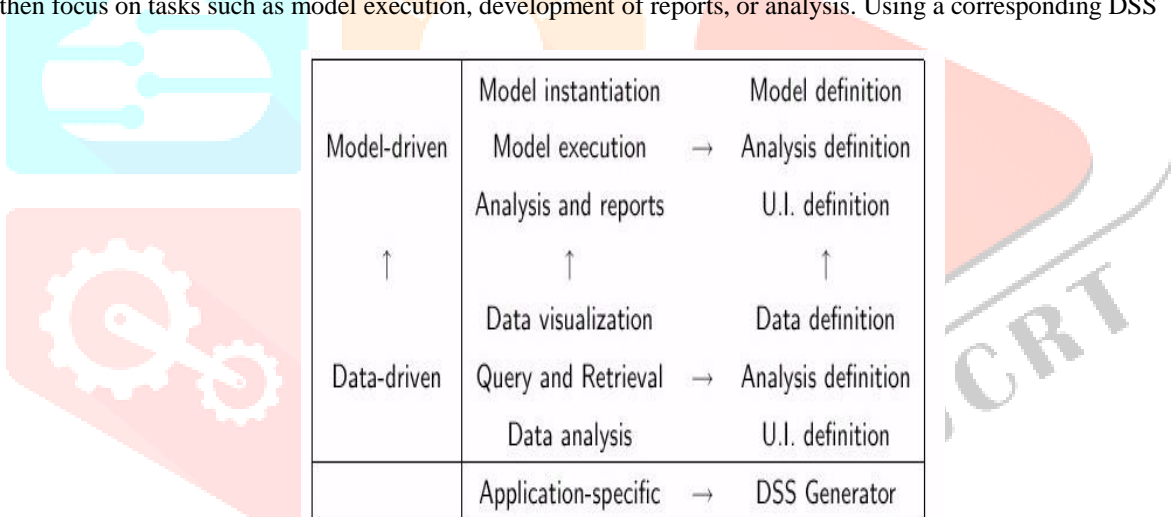 then focus on tasks such as model execution, development of reports, or analysis. Using a corresponding DSS
Model instantiation Model definition
Model-driven Model execution → Analysis definition
Analysis and reports U.I. definition
↑ ↑ ↑
Data visualization Data definition
Data-driven Query and Retrieval → Analysis definition
Data analysis U.I. definition
Application-specific → DSS Generator
CRT